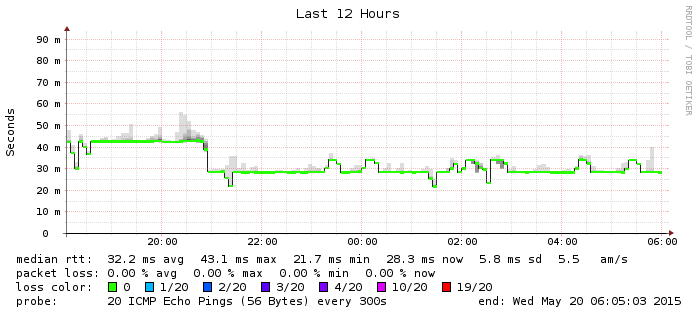 Last 12 Hours
RRDTOOL / TOBI OETIKER
90 m
80 m
70 m
60 m
50 m
40 m
30 m
20 m
10 m
0
Seconds
20:00 22:00 00:00 02:00 04:00 06:00
median rtt: 32.2 ms avg 43.1 ms max 21.7 ms min 28.3 ms now 5.8 ms sd 5.5 am/s
packet loss: 0.00 % avg 0.00 % max 0.00 % min 0.00 % now
loss color: 0 1/20 2/20 3/20 4/20 10/20 19/20
probe: 20 ICMP Echo Pings (56 Bytes) every 300s end: Wed May 20 06:05:03 2015